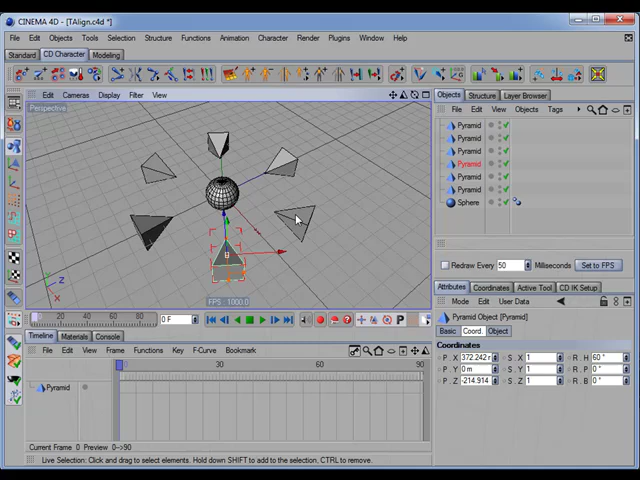 CINEMA 4D - [TAlign.c4d *]
File Edit Objects Tools Selection Structure Functions Animation Character Render Plugins Window Help
Standard CD Character Modeling
Edit Cameras Display Filter View
Perspective
Z
X
FPS : 1000.0
0 F
Timeline Materials Console
File Edit View Frame Functions Key F-Curve Bookmark
0 30 60 90
Pyramid
Current Frame 0 Preview 0-->90
Live Selection: Click and drag to select elements. Hold down SHIFT to add to the selection, CTRL to remove.
Objects Structure Layer Browser
File Edit View Objects Tags
Pyramid
Pyramid
Pyramid
Pyramid
Pyramid
Pyramid
Sphere
Redraw Every 50 Milliseconds Set to FPS
Attributes Coordinates Active Tool CD IK Setup
Mode Edit User Data
Pyramid Object [Pyramid]
Basic Coord. Object
Coordinates
P . X 372.242 S . X 1 R . H 60 °
P . Y 0 m S . Y 1 R . P 0 °
P . Z -214.914 S . Z 1 R . B 0 °